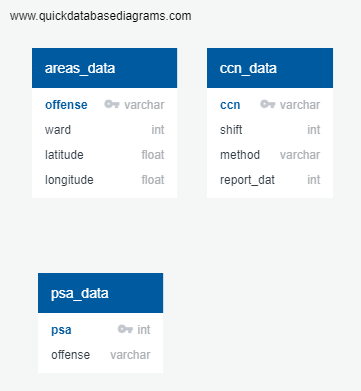 www.quickdatabasediagrams.com
areas_data
offense varchar
ward int
latitude float
longitude float
ccn_data
ccn varchar
shift int
method varchar
report_dat int
psa_data
psa int
offense varchar